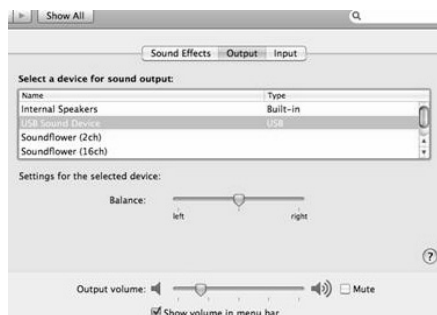 Show All
Sound Effects Output Input
Select a device for sound output:
Name Type
Internal Speakers Built-in
USB Sound Device USB
Soundflower (2ch)
Soundflower (16ch)
Settings for the selected device:
Balance:
left right
?
Output volume: Mute
Show volume in menu bar